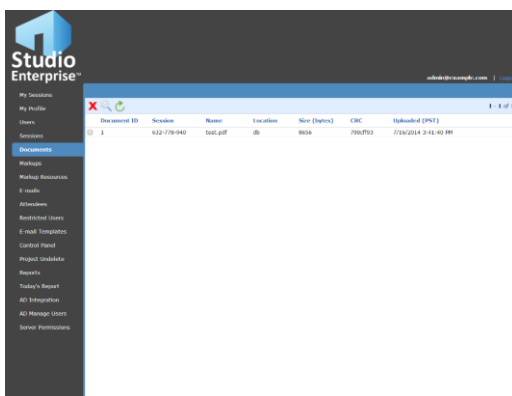 Studio
Enterprise™
admin@example.com |
My Sessions
My Profile
Users
Sessions
Documents
Markups
Markup Resources
E-mails
Attendees
Restricted Users
E-mail Templates
Control Panel
Project Undelete
Reports
Today's Report
AD Integration
AD Manage Users
Server Permissions
1 - 1 of
Document ID Session Name Location Size (bytes) CRC Uploaded (PST)
1 632-778-940 test.pdf db 8656 7/16/2014 3:41:40 PM